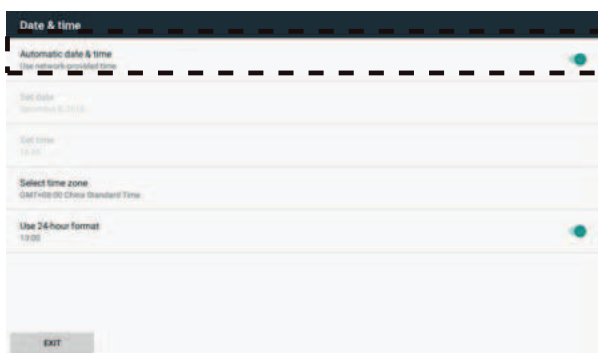 Date & time
Automatic date & time
Use network-provided time
Set date
Set time
Select time zone
GMT+08:00 China Standard Time
Use 24-hour format
13:00
EXIT